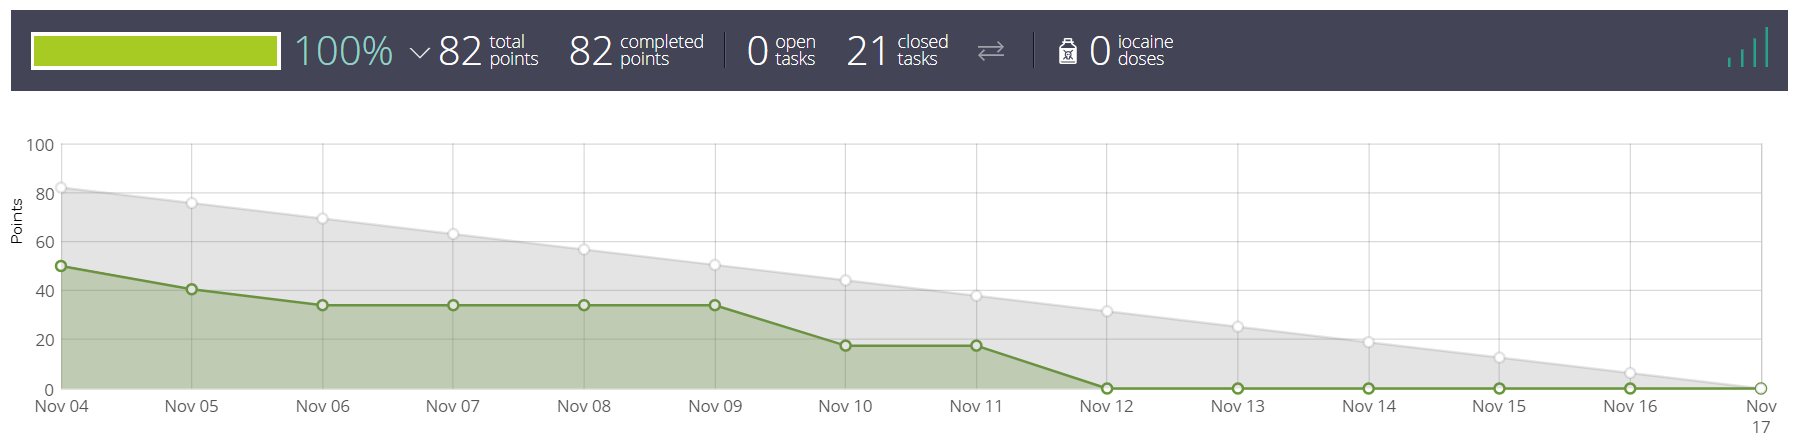 100% 82 total points 82 completed points 0 open tasks 21 closed tasks 0 iocaine doses
100
80
60
40
20
0
Points
Nov 04 Nov 05 Nov 06 Nov 07 Nov 08 Nov 09 Nov 10 Nov 11 Nov 12 Nov 13 Nov 14 Nov 15 Nov 16 Nov 17